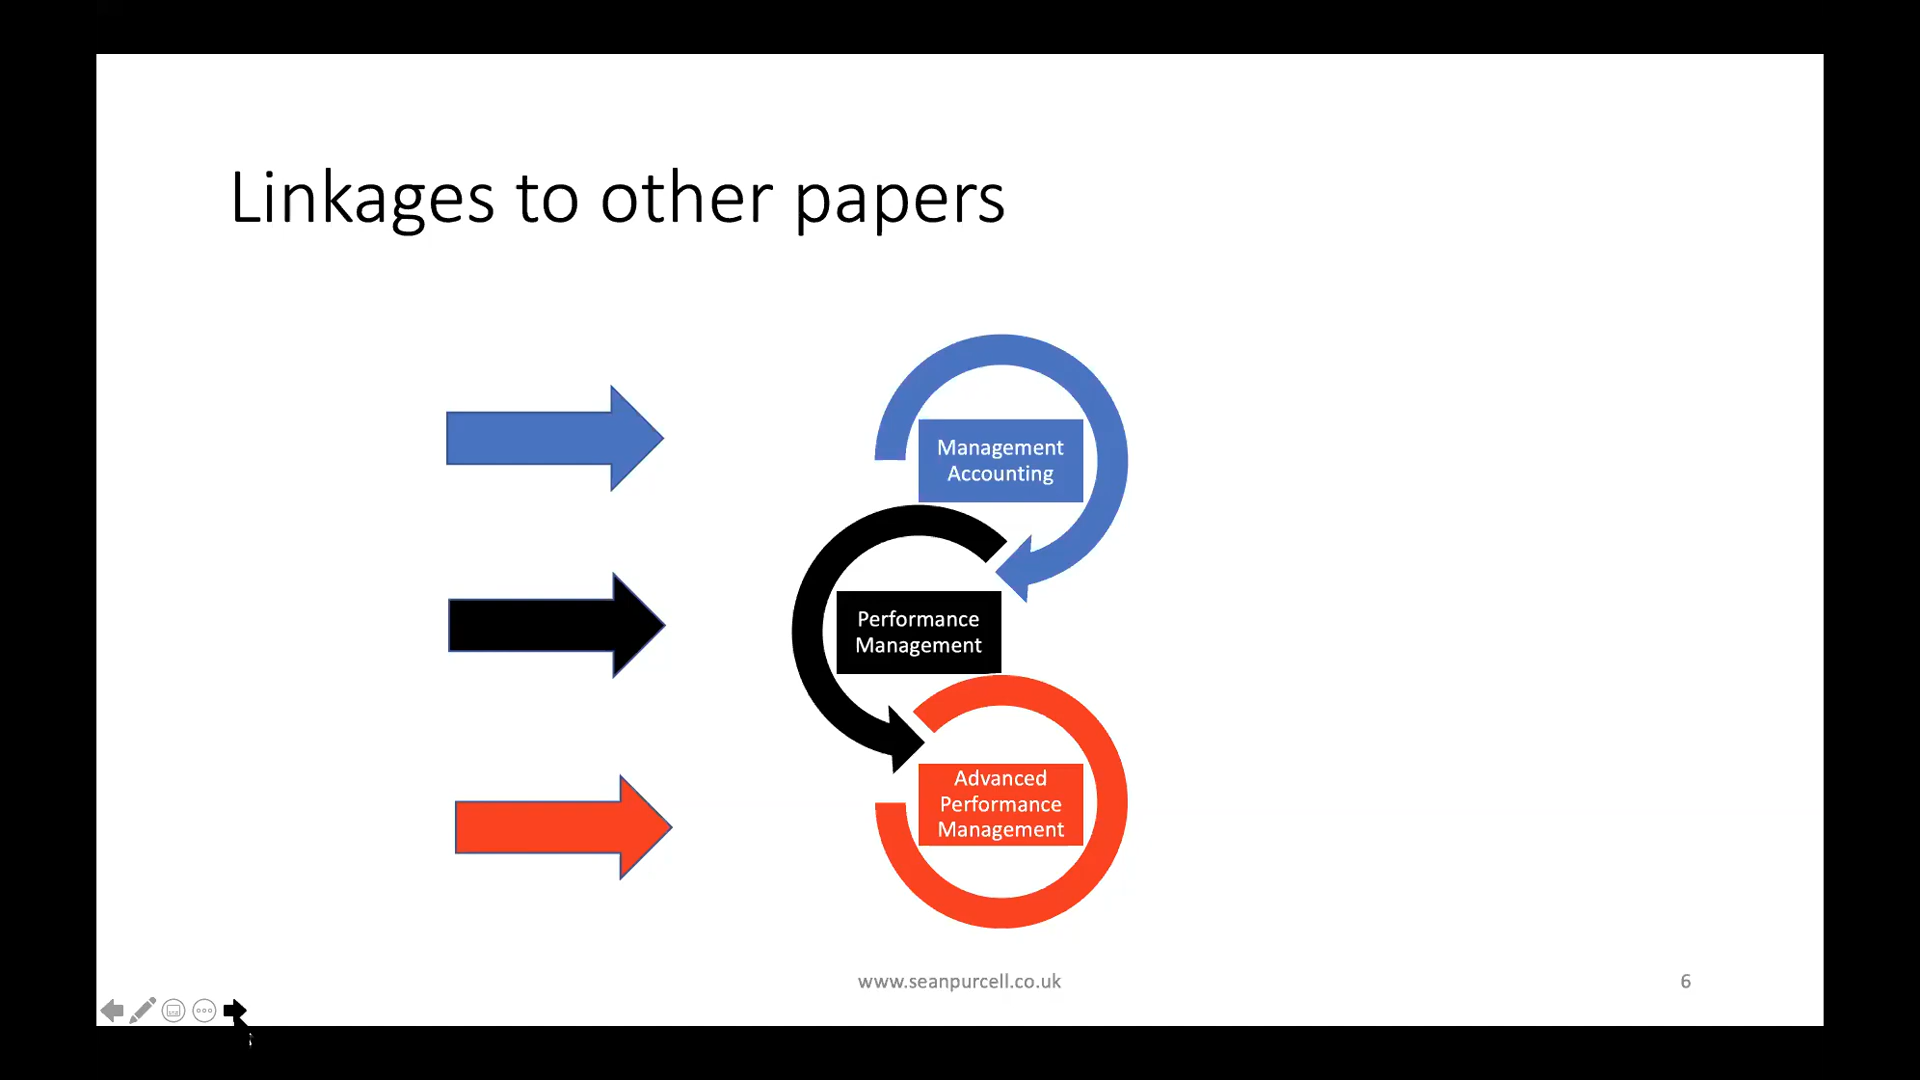 Linkages to other papers
Management
Accounting
Performance
Management
Advanced
Performance
Management
www.seanpurcell.co.uk
6